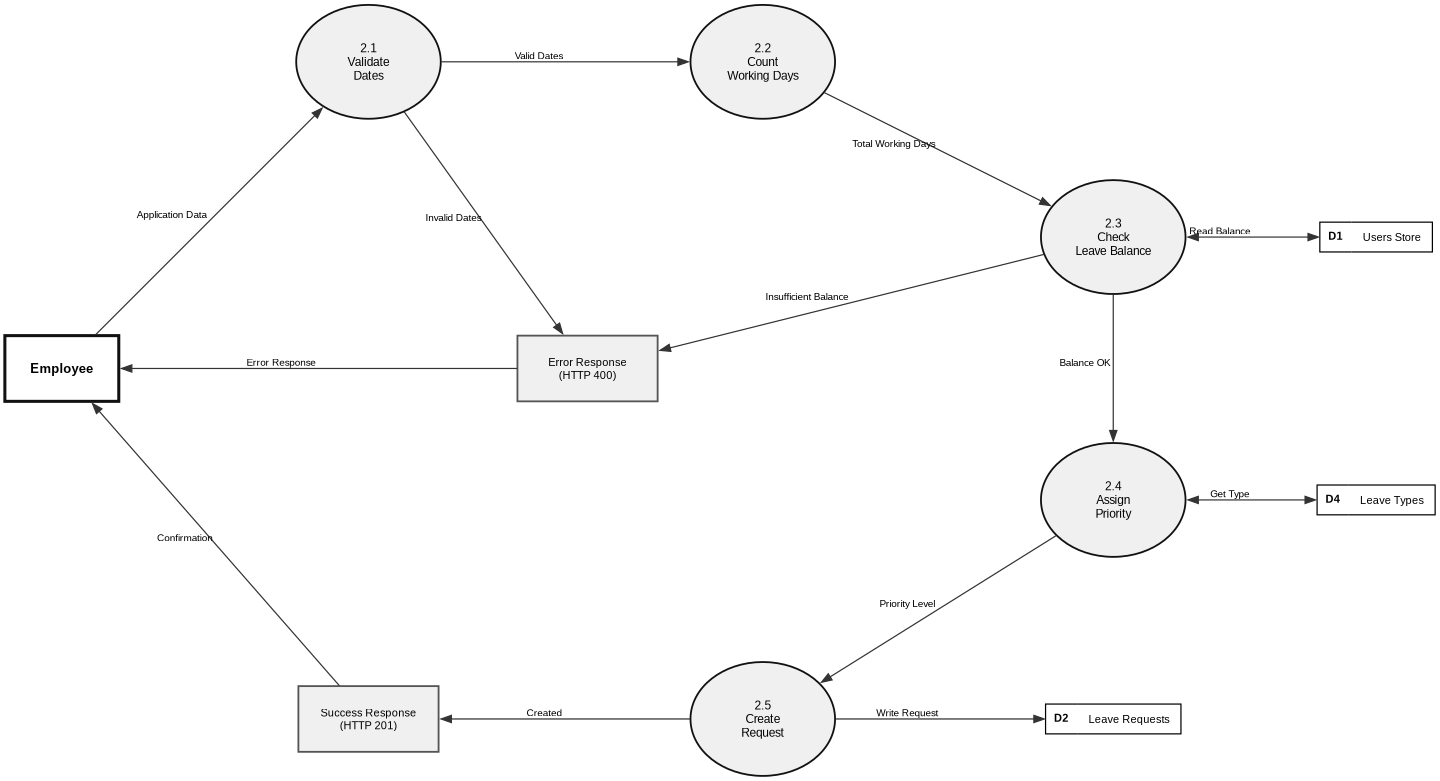 2.1
Validate
Dates
Valid Dates
2.2
Count
Working Days
Total Working Days
Application Data
Invalid Dates
2.3
Check
Leave Balance
Read Balance
D1 Users Store
Insufficient Balance
Employee
Error Response
Error Response
(HTTP 400)
Balance OK
2.4
Assign
Priority
Get Type
D4 Leave Types
Confirmation
Priority Level
Success Response
(HTTP 201)
Created
2.5
Create
Request
Write Request
D2 Leave Requests